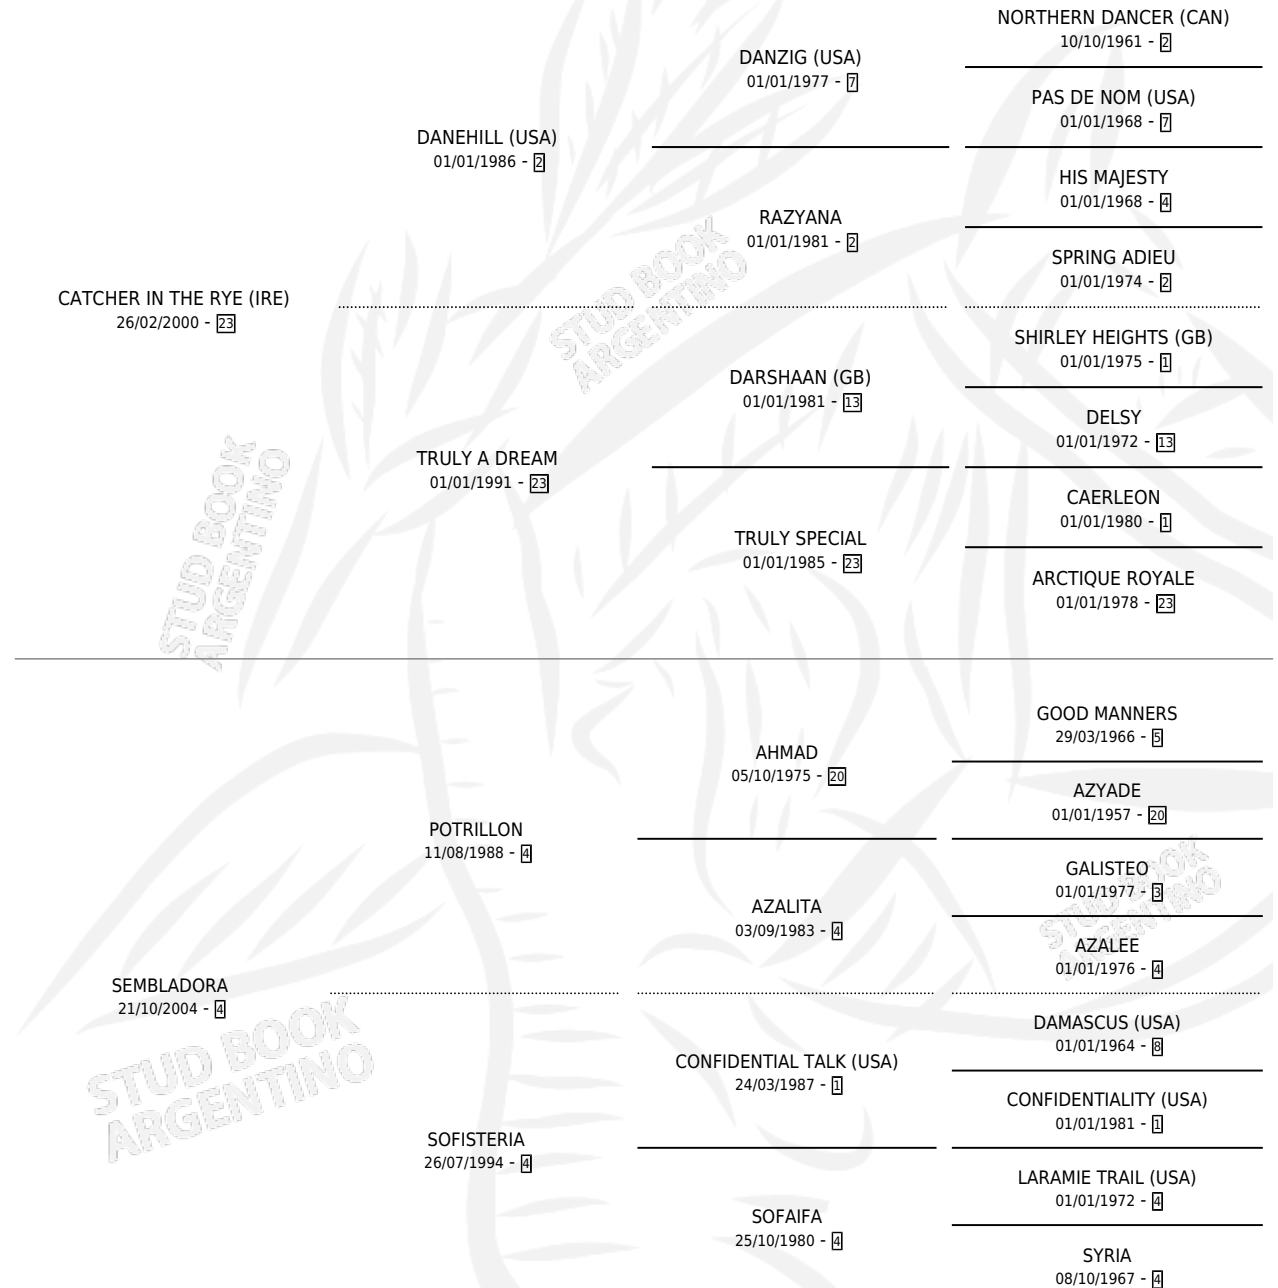 NORTHERN DANCER (CAN)
10/10/1961 - 2
DANZIG (USA)
01/01/1977 - 7
PAS DE NOM (USA)
01/01/1968 - 7
DANEHILL (USA)
01/01/1986 - 2
HIS MAJESTY
01/01/1968 - 4
RAZYANA
01/01/1981 - 2
SPRING ADIEU
01/01/1974 - 2
CATCHER IN THE RYE (IRE)
26/02/2000 - 23
STUD BOOK
ARGENTINO
SHIRLEY HEIGHTS (GB)
01/01/1975 - 1
DARSHAAN (GB)
01/01/1981 - 13
DELSY
01/01/1972 - 13
TRULY A DREAM
01/01/1991 - 23
CAERLEON
01/01/1980 - 1
TRULY SPECIAL
01/01/1985 - 23
ARCTIQUE ROYALE
01/01/1978 - 23
STUD BOOK
ARGENTINO
GOOD MANNERS
29/03/1966 - 5
AHMAD
05/10/1975 - 20
AZYADE
01/01/1957 - 20
POTRILLON
11/08/1988 - 4
GALISTEO
01/01/1977 - 3
AZALITA
03/09/1983 - 4
AZALEE
01/01/1976 - 4
STUD BOOK
ARGENTINO
SEMBLADORA
21/10/2004 - 4
DAMASCUS (USA)
01/01/1964 - 8
CONFIDENTIAL TALK (USA)
24/03/1987 - 1
CONFIDENTIALITY (USA)
01/01/1981 - 1
STUD BOOK
ARGENTINO
SOFISTERIA
26/07/1994 - 4
LARAMIE TRAIL (USA)
01/01/1972 - 4
SOFAIFA
25/10/1980 - 4
SYRIA
08/10/1967 - 4